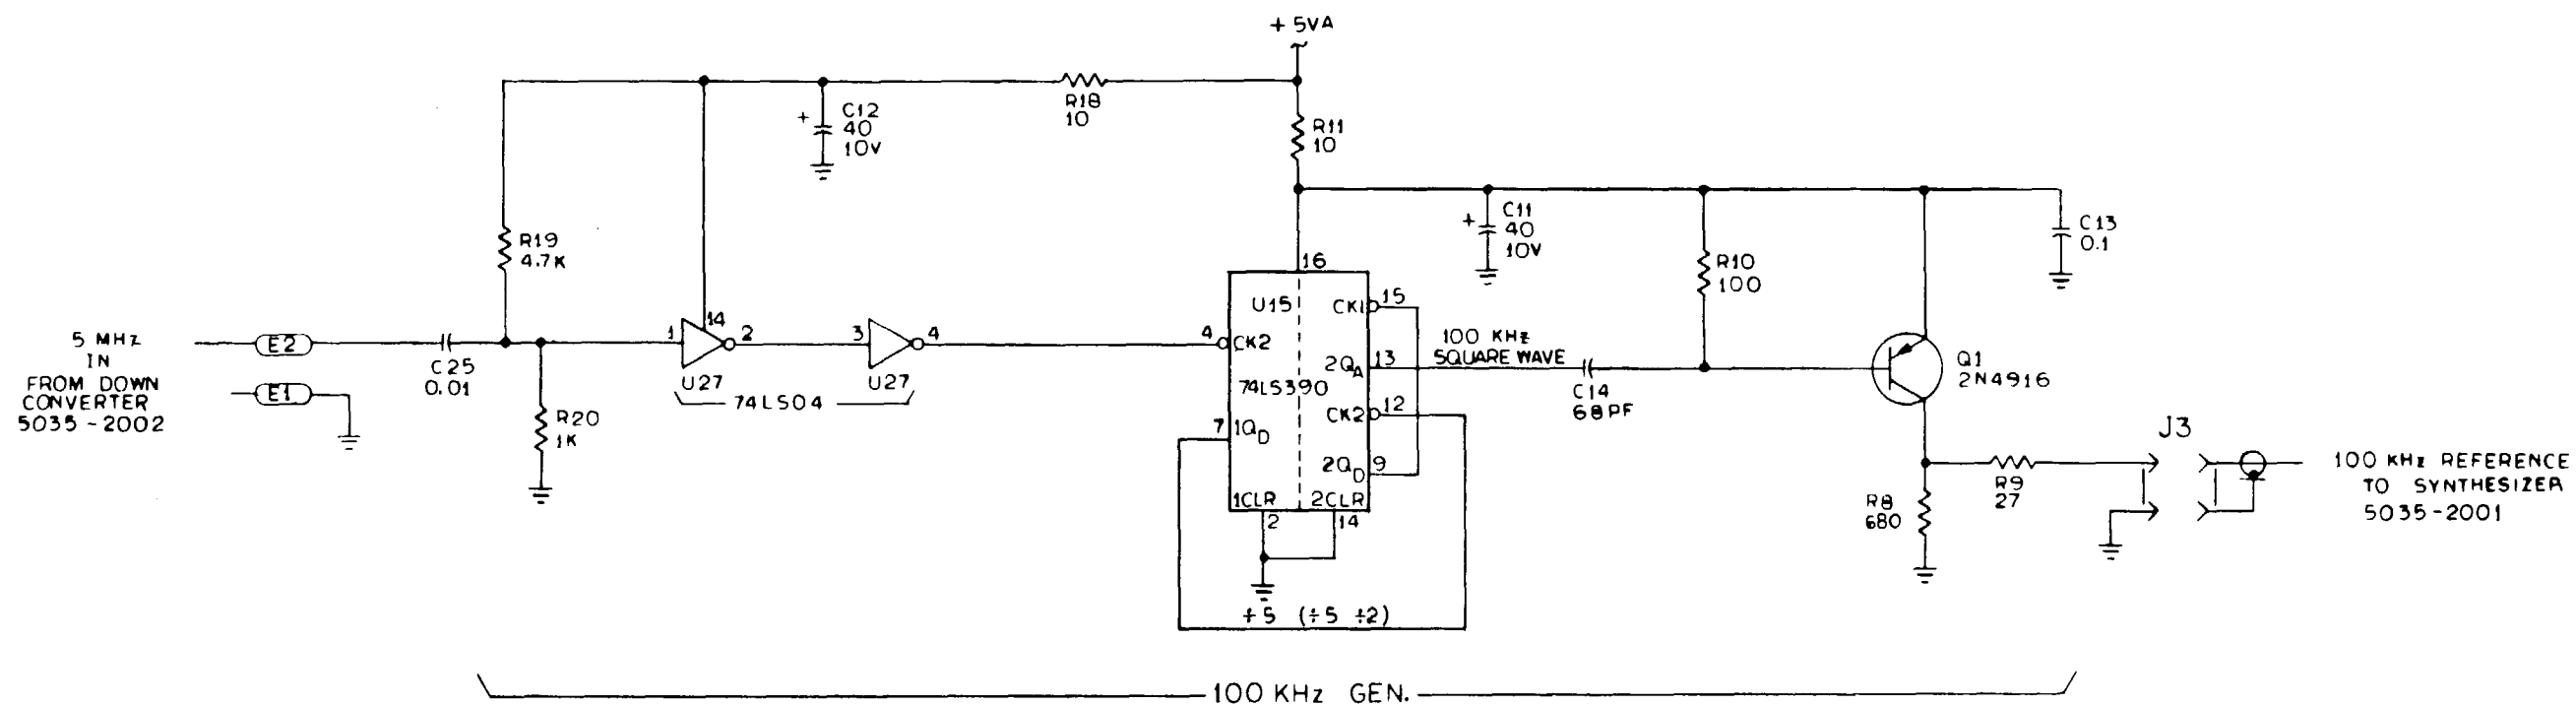 + 5VA
C12
40
10V
+
R18
10
R11
10
R19
4.7K
C11
40
10V
+
R10
100
C13
0.1
5 MHz
IN
FROM DOWN
CONVERTER
5035-2002
E2
E1
C25
0.01
R20
1K
1
14
2
U27
3
4
U27
74LS04
16
U15
74LS390
4
CK2
7
1QD
1CLR
2
2CLR
14
CK1
15
2QA
13
CK2
12
2QD
9
÷5 (÷5 ÷2)
100 KHz
SQUARE WAVE
C14
68PF
Q1
2N4916
R8
680
R9
27
J3
100 KHz REFERENCE
TO SYNTHESIZER
5035-2001
100 KHz GEN.